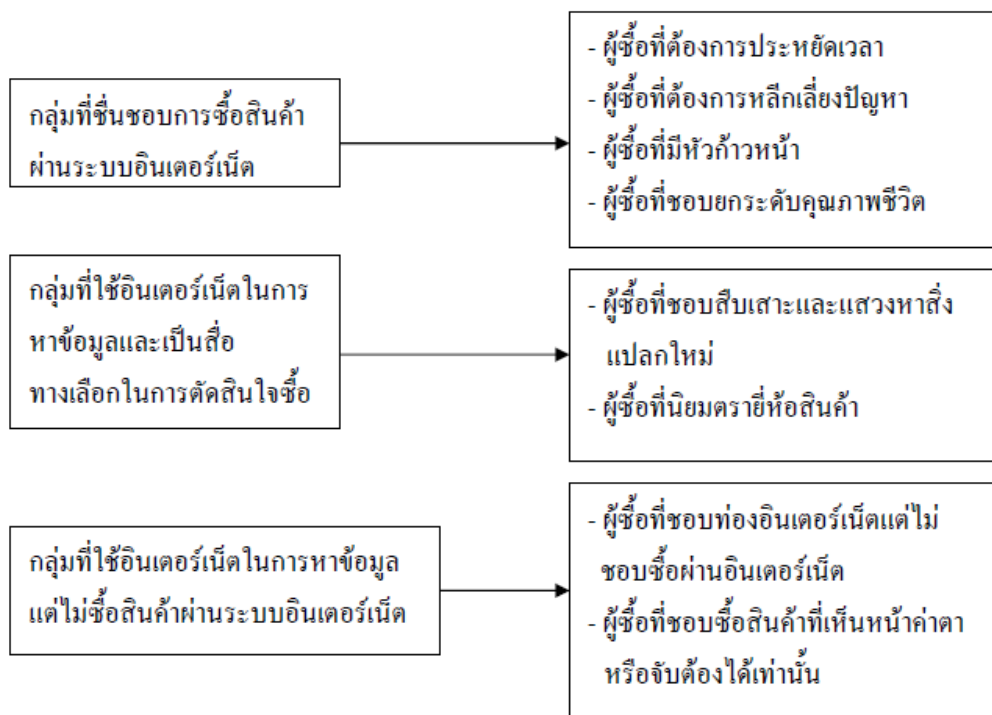 กลุ่มที่ชื่นชอบการซื้อสินค้า
ผ่านระบบอินเตอร์เน็ต
- ผู้ซื้อที่ต้องการประหยัดเวลา
- ผู้ซื้อที่ต้องการหลีกเลี่ยงปัญหา
- ผู้ซื้อที่มีหัวก้าวหน้า
- ผู้ซื้อที่ชอบยกระดับคุณภาพชีวิต
กลุ่มที่ใช้อินเตอร์เน็ตในการ
หาข้อมูลและเป็นสื่อ
ทางเลือกในการตัดสินใจซื้อ
- ผู้ซื้อที่ชอบสืบเสาะและแสวงหาสิ่ง
แปลกใหม่
- ผู้ซื้อที่นิยมตรายี่ห้อสินค้า
กลุ่มที่ใช้อินเตอร์เน็ตในการหาข้อมูล
แต่ไม่ซื้อสินค้าผ่านระบบอินเตอร์เน็ต
- ผู้ซื้อที่ชอบท่องอินเตอร์เน็ตแต่ไม่
ชอบซื้อผ่านอินเตอร์เน็ต
- ผู้ซื้อที่ชอบซื้อสินค้าที่เห็นหน้าค่าตา
หรือจับต้องได้เท่านั้น